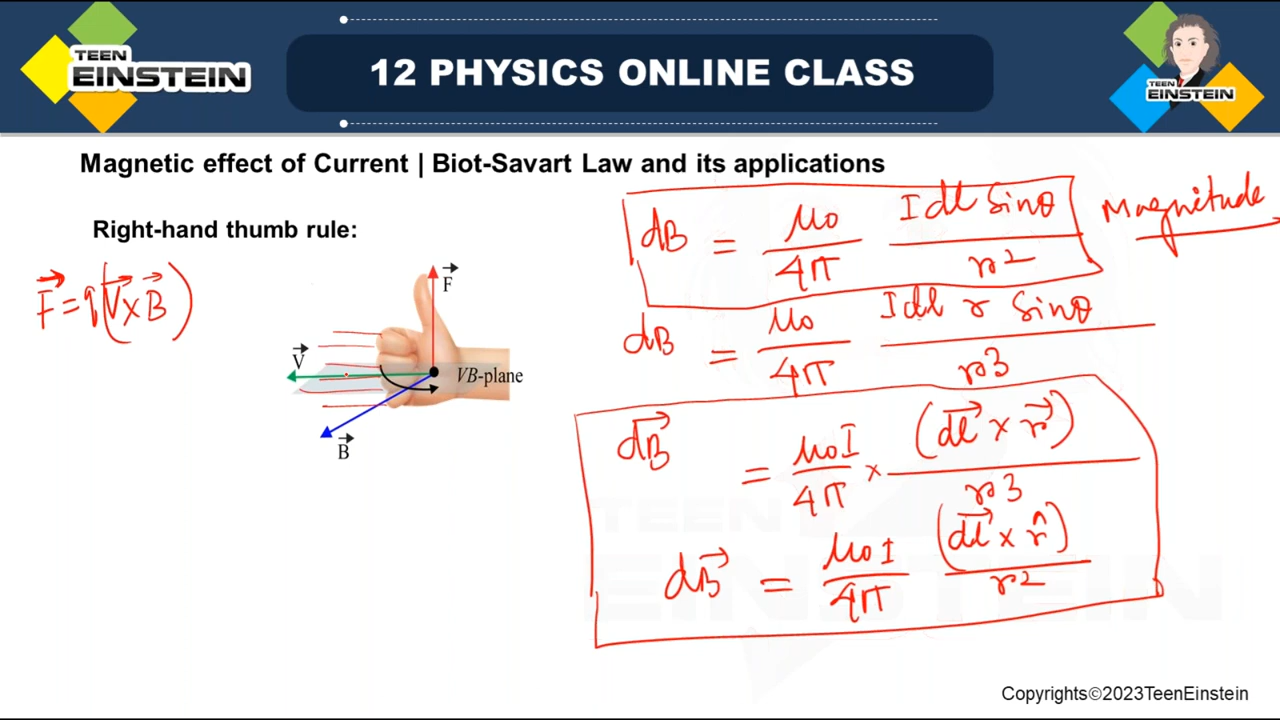 TEEN
EINSTEIN
12 PHYSICS ONLINE CLASS
TEEN
EINSTEIN
Magnetic effect of Current | Biot-Savart Law and its applications
Right-hand thumb rule:
F⃗ = q(V⃗ × B⃗)
F⃗
V⃗
VB-plane
B⃗
dB = μ₀/4π Idl sinθ/r² Magnitude
dB = μ₀/4π Idl r sinθ/r3
dB⃗ = μ₀I/4π × (dl⃗ × r⃗)/r3
dB⃗ = μ₀I/4π (dl⃗ × r̂)/r²
TEEN
EINSTEIN
Copyrights©2023TeenEinstein